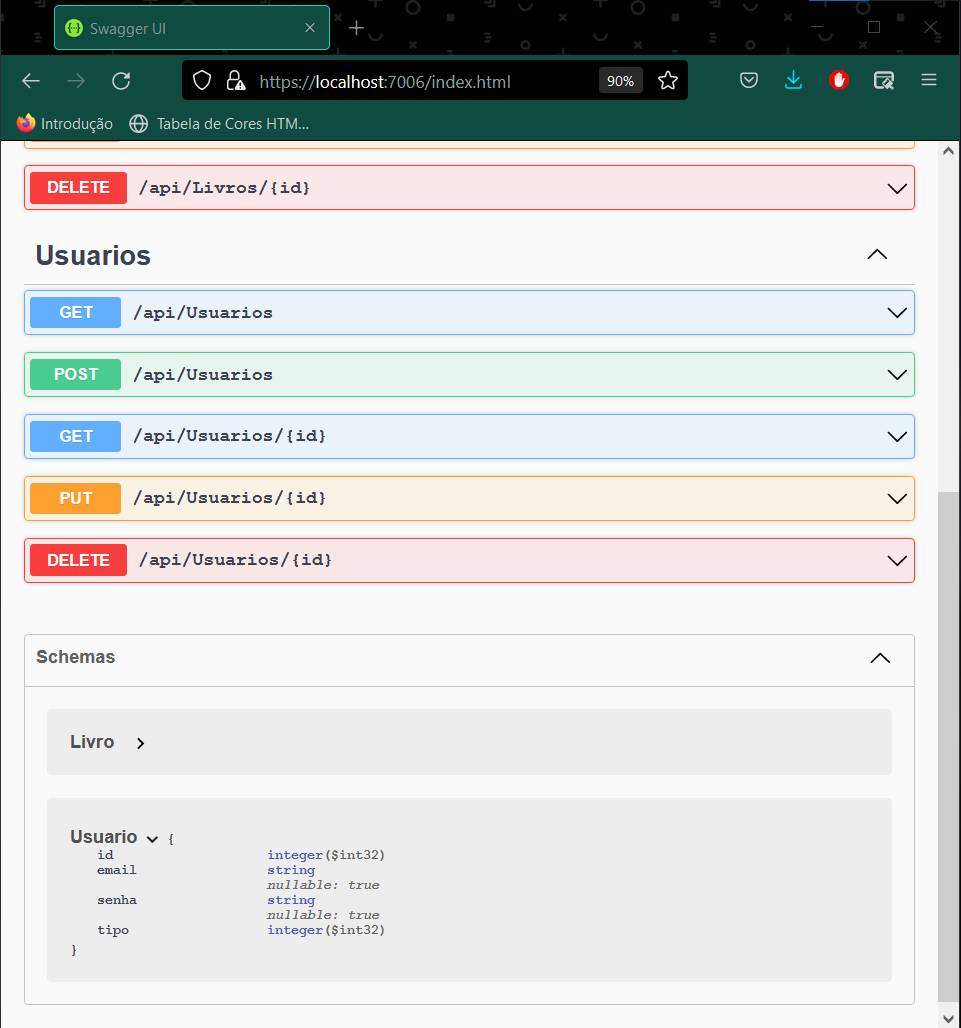 Swagger UI
https://localhost:7006/index.html
90%
Introdução
Tabela de Cores HTM...
DELETE /api/Livros/{id}
Usuarios
GET /api/Usuarios
POST /api/Usuarios
GET /api/Usuarios/{id}
PUT /api/Usuarios/{id}
DELETE /api/Usuarios/{id}
Schemas
Livro
Usuario {
id integer($int32)
email string
nullable: true
senha string
nullable: true
tipo integer($int32)
}